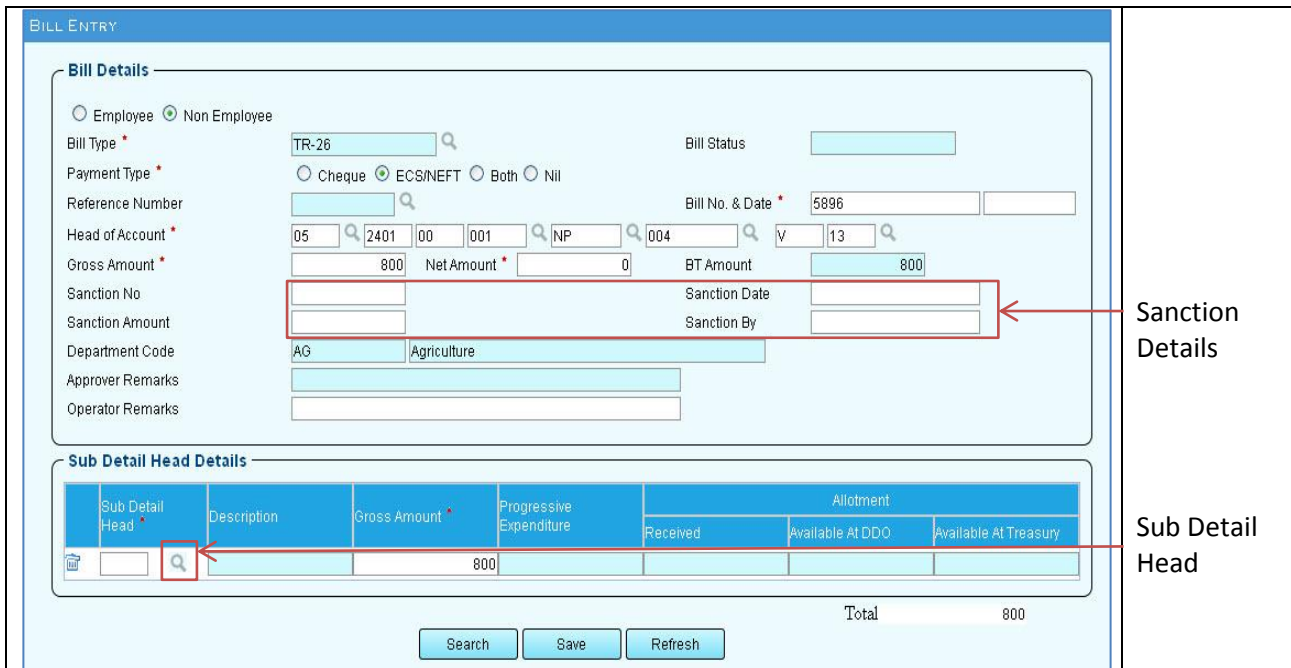 BILL ENTRY
Bill Details
Employee Non Employee
Bill Type * TR-26 Bill Status
Payment Type * Cheque ECS/NEFT Both Nil
Reference Number Bill No. & Date * 5896
Head of Account * 05 2401 00 001 NP 004 V 13
Gross Amount * 800 Net Amount * 0 BT Amount 800
Sanction No Sanction Date
Sanction Amount Sanction By
Sanction
Details
Department Code AG Agriculture
Approver Remarks
Operator Remarks
Sub Detail Head Details
Sub Detail Head * Description Gross Amount * Progressive Expenditure Allotment
Received Available At DDO Available At Treasury
800
Sub Detail
Head
Total 800
Search Save Refresh